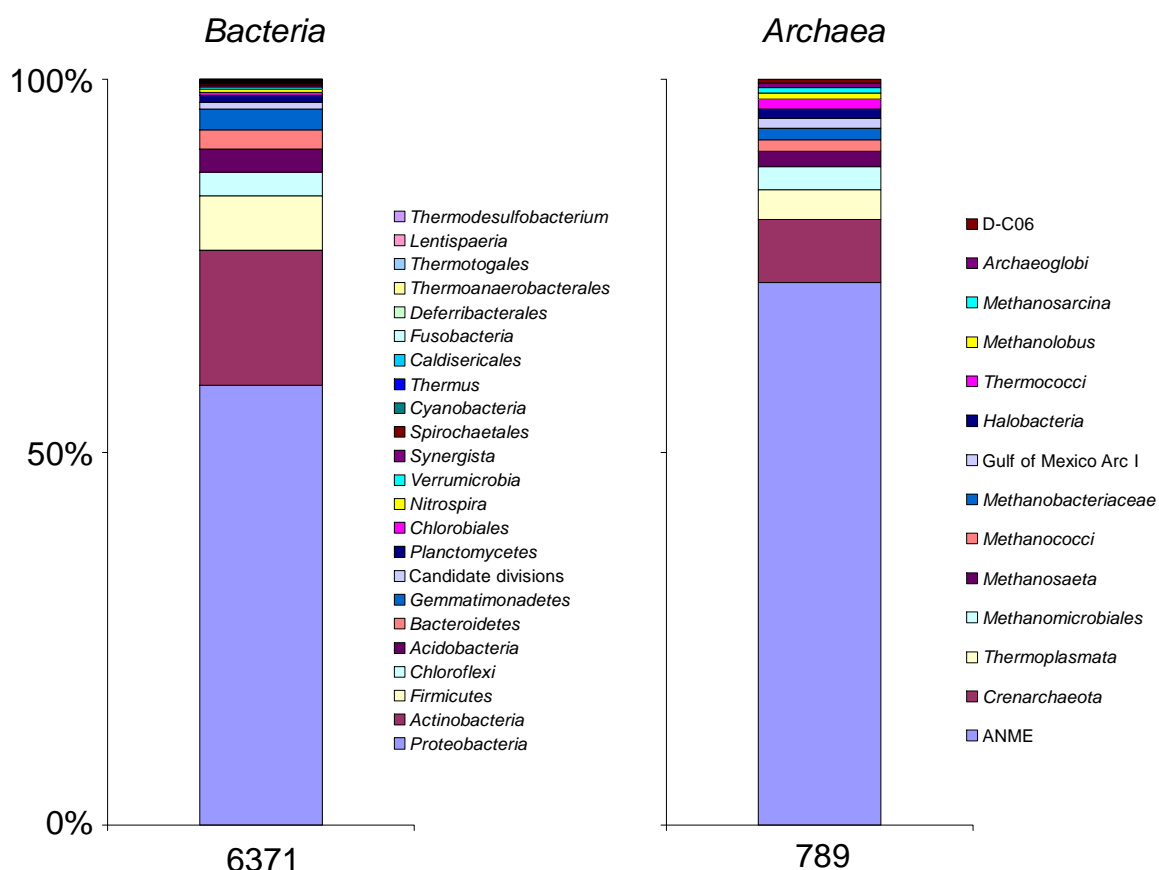 Bacteria
Archaea
100%
50%
0%
Thermodesulfobacterium
Lentispaeria
Thermotogales
Thermoanaerobacterales
Deferribacterales
Fusobacteria
Caldisericales
Thermus
Cyanobacteria
Spirochaetales
Synergista
Verrumicrobia
Nitrospira
Chlorobiales
Planctomycetes
Candidate divisions
Gemmatimonadetes
Bacteroidetes
Acidobacteria
Chloroflexi
Firmicutes
Actinobacteria
Proteobacteria
D-C06
Archaeoglobi
Methanosarcina
Methanolobus
Thermococci
Halobacteria
Gulf of Mexico Arc I
Methanobacteriaceae
Methanococci
Methanosaeta
Methanomicrobiales
Thermoplasmata
Crenarchaeota
ANME
6371
789